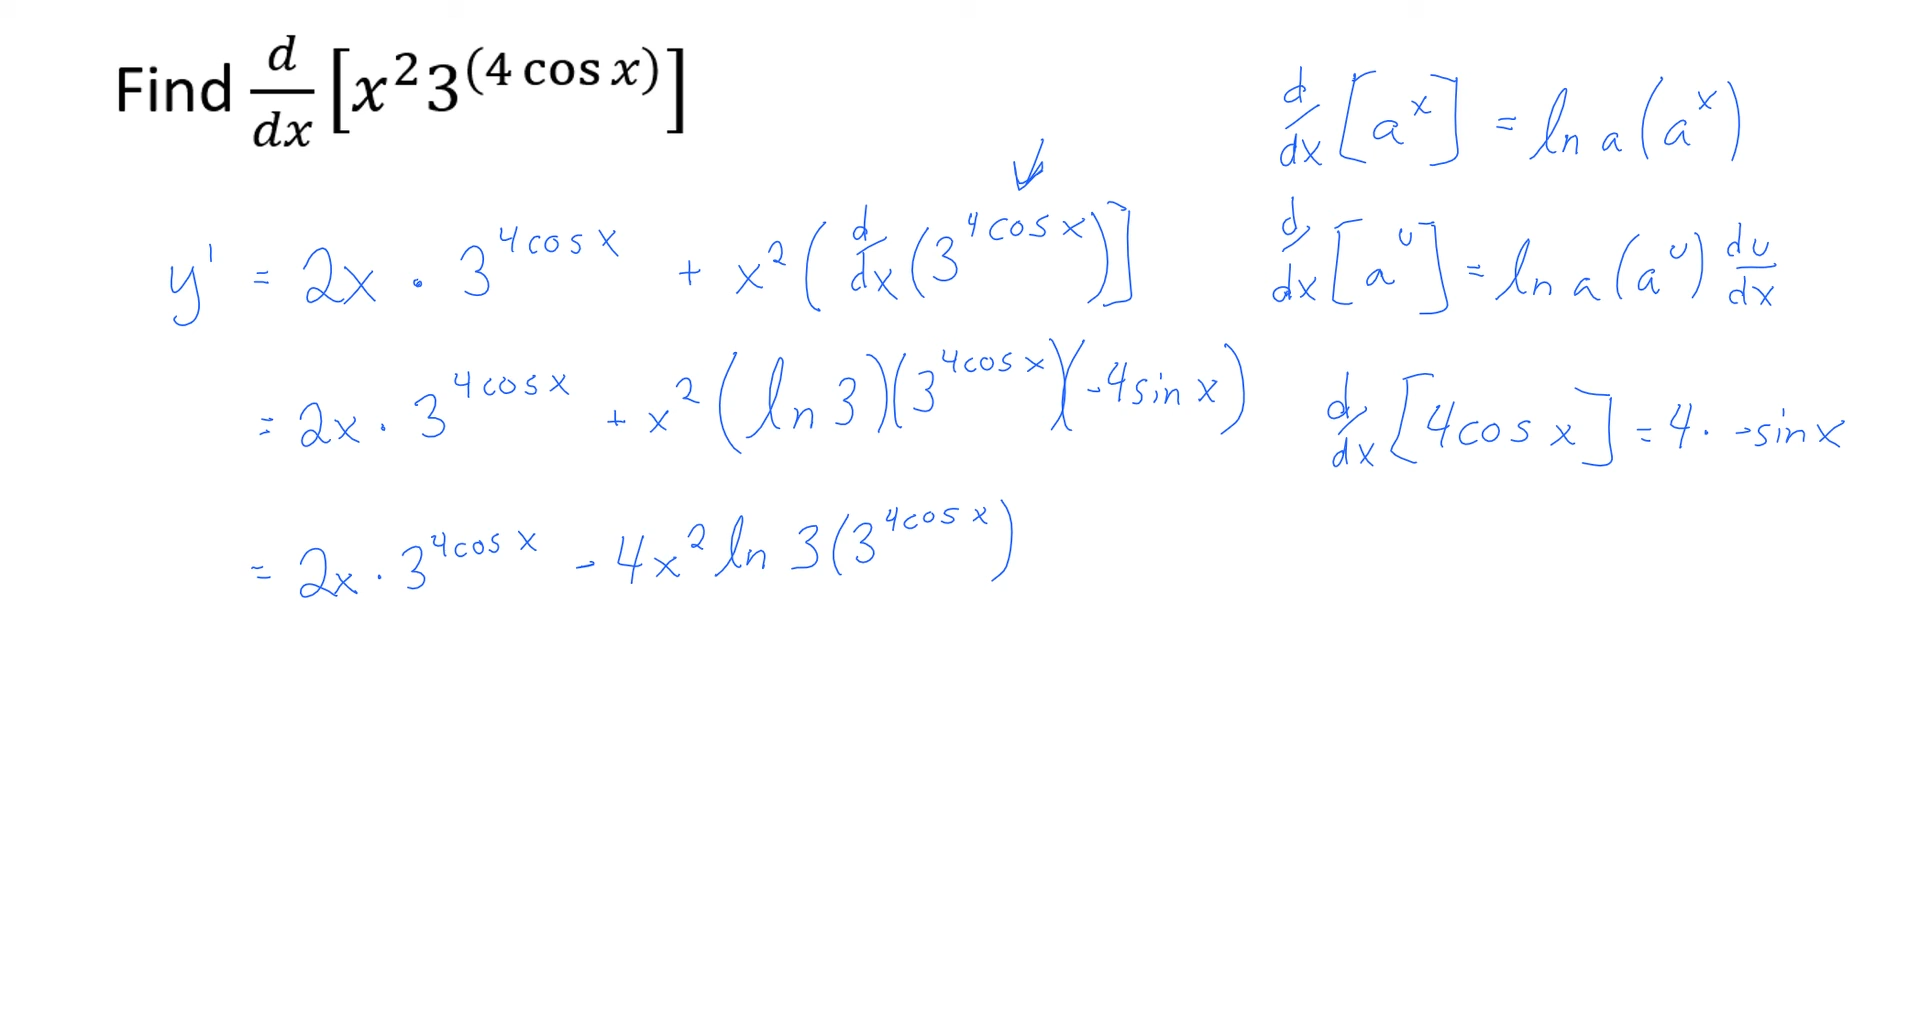 Find d/dx [x²3^(4 cos x)]
d/dx [a^x] = ln a (a^x)
y' = 2x · 3^(4cos x) + x² ( d/dx (3^(4cos x)) ]
d/dx [a^u] = ln a (a^u) du/dx
= 2x · 3^(4cos x) + x² (ln 3)(3^(4cos x))(-4sin x)
d/dx [4cos x] = 4 · -sin x
= 2x · 3^(4cos x) - 4x² ln 3 (3^(4cos x))